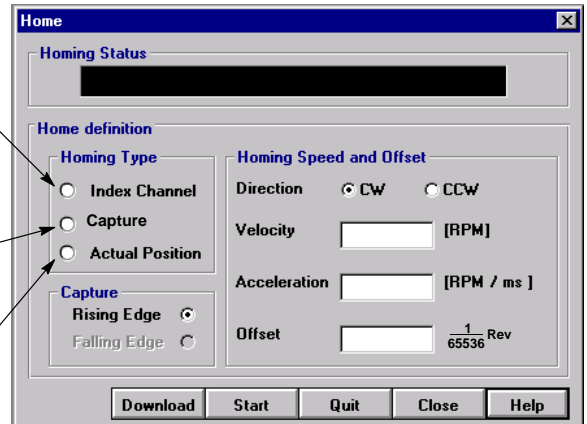 Home
Homing Status
Home definition
Homing Type
Index Channel
Capture
Actual Position
Capture
Rising Edge
Falling Edge
Homing Speed and Offset
Direction CW CCW
Velocity [RPM]
Acceleration [RPM / ms ]
Offset 1/65536 Rev
Download Start Quit Close Help